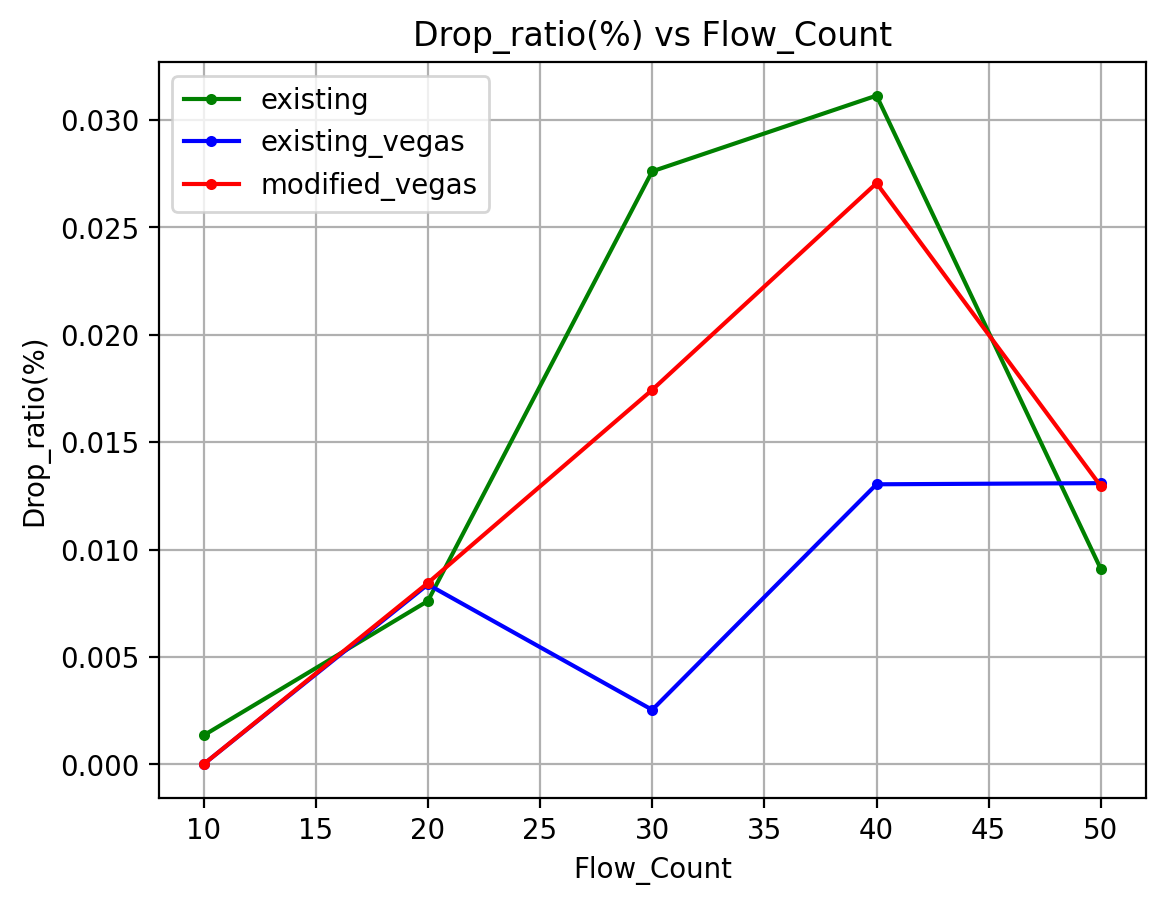 Drop_ratio(%) vs Flow_Count
existing
existing_vegas
modified_vegas
0.030
0.025
0.020
0.015
0.010
0.005
0.000
Drop_ratio(%)
10 15 20 25 30 35 40 45 50
Flow_Count